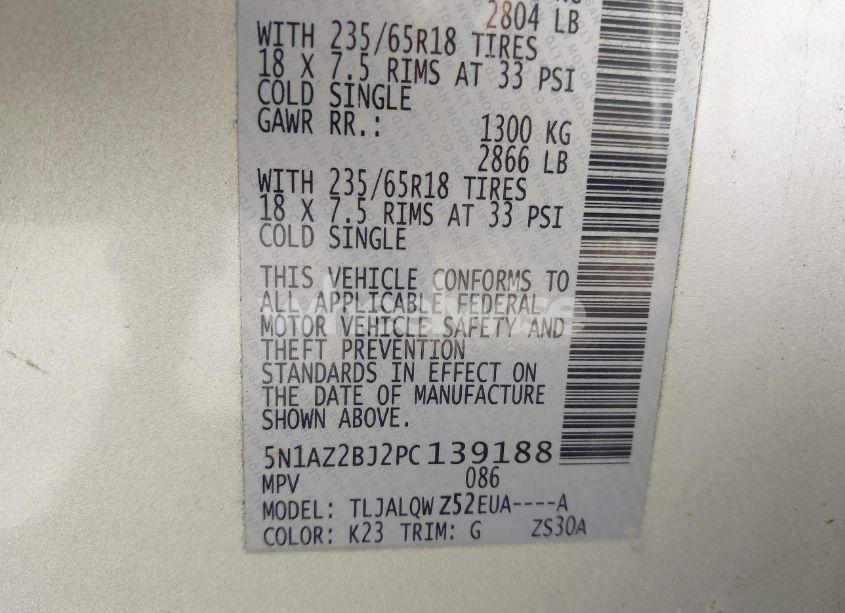 2804 LB
WITH 235/65R18 TIRES
18 X 7.5 RIMS AT 33 PSI
COLD SINGLE
GAWR RR.: 1300 KG
2866 LB
WITH 235/65R18 TIRES
18 X 7.5 RIMS AT 33 PSI
COLD SINGLE
THIS VEHICLE CONFORMS TO
ALL APPLICABLE FEDERAL
MOTOR VEHICLE SAFETY AND
THEFT PREVENTION
STANDARDS IN EFFECT ON
THE DATE OF MANUFACTURE
SHOWN ABOVE.
5N1AZ2BJ2PC139188
MPV 086
MODEL: TLJALQWZ52EUA----A
COLOR: K23 TRIM: G ZS30A